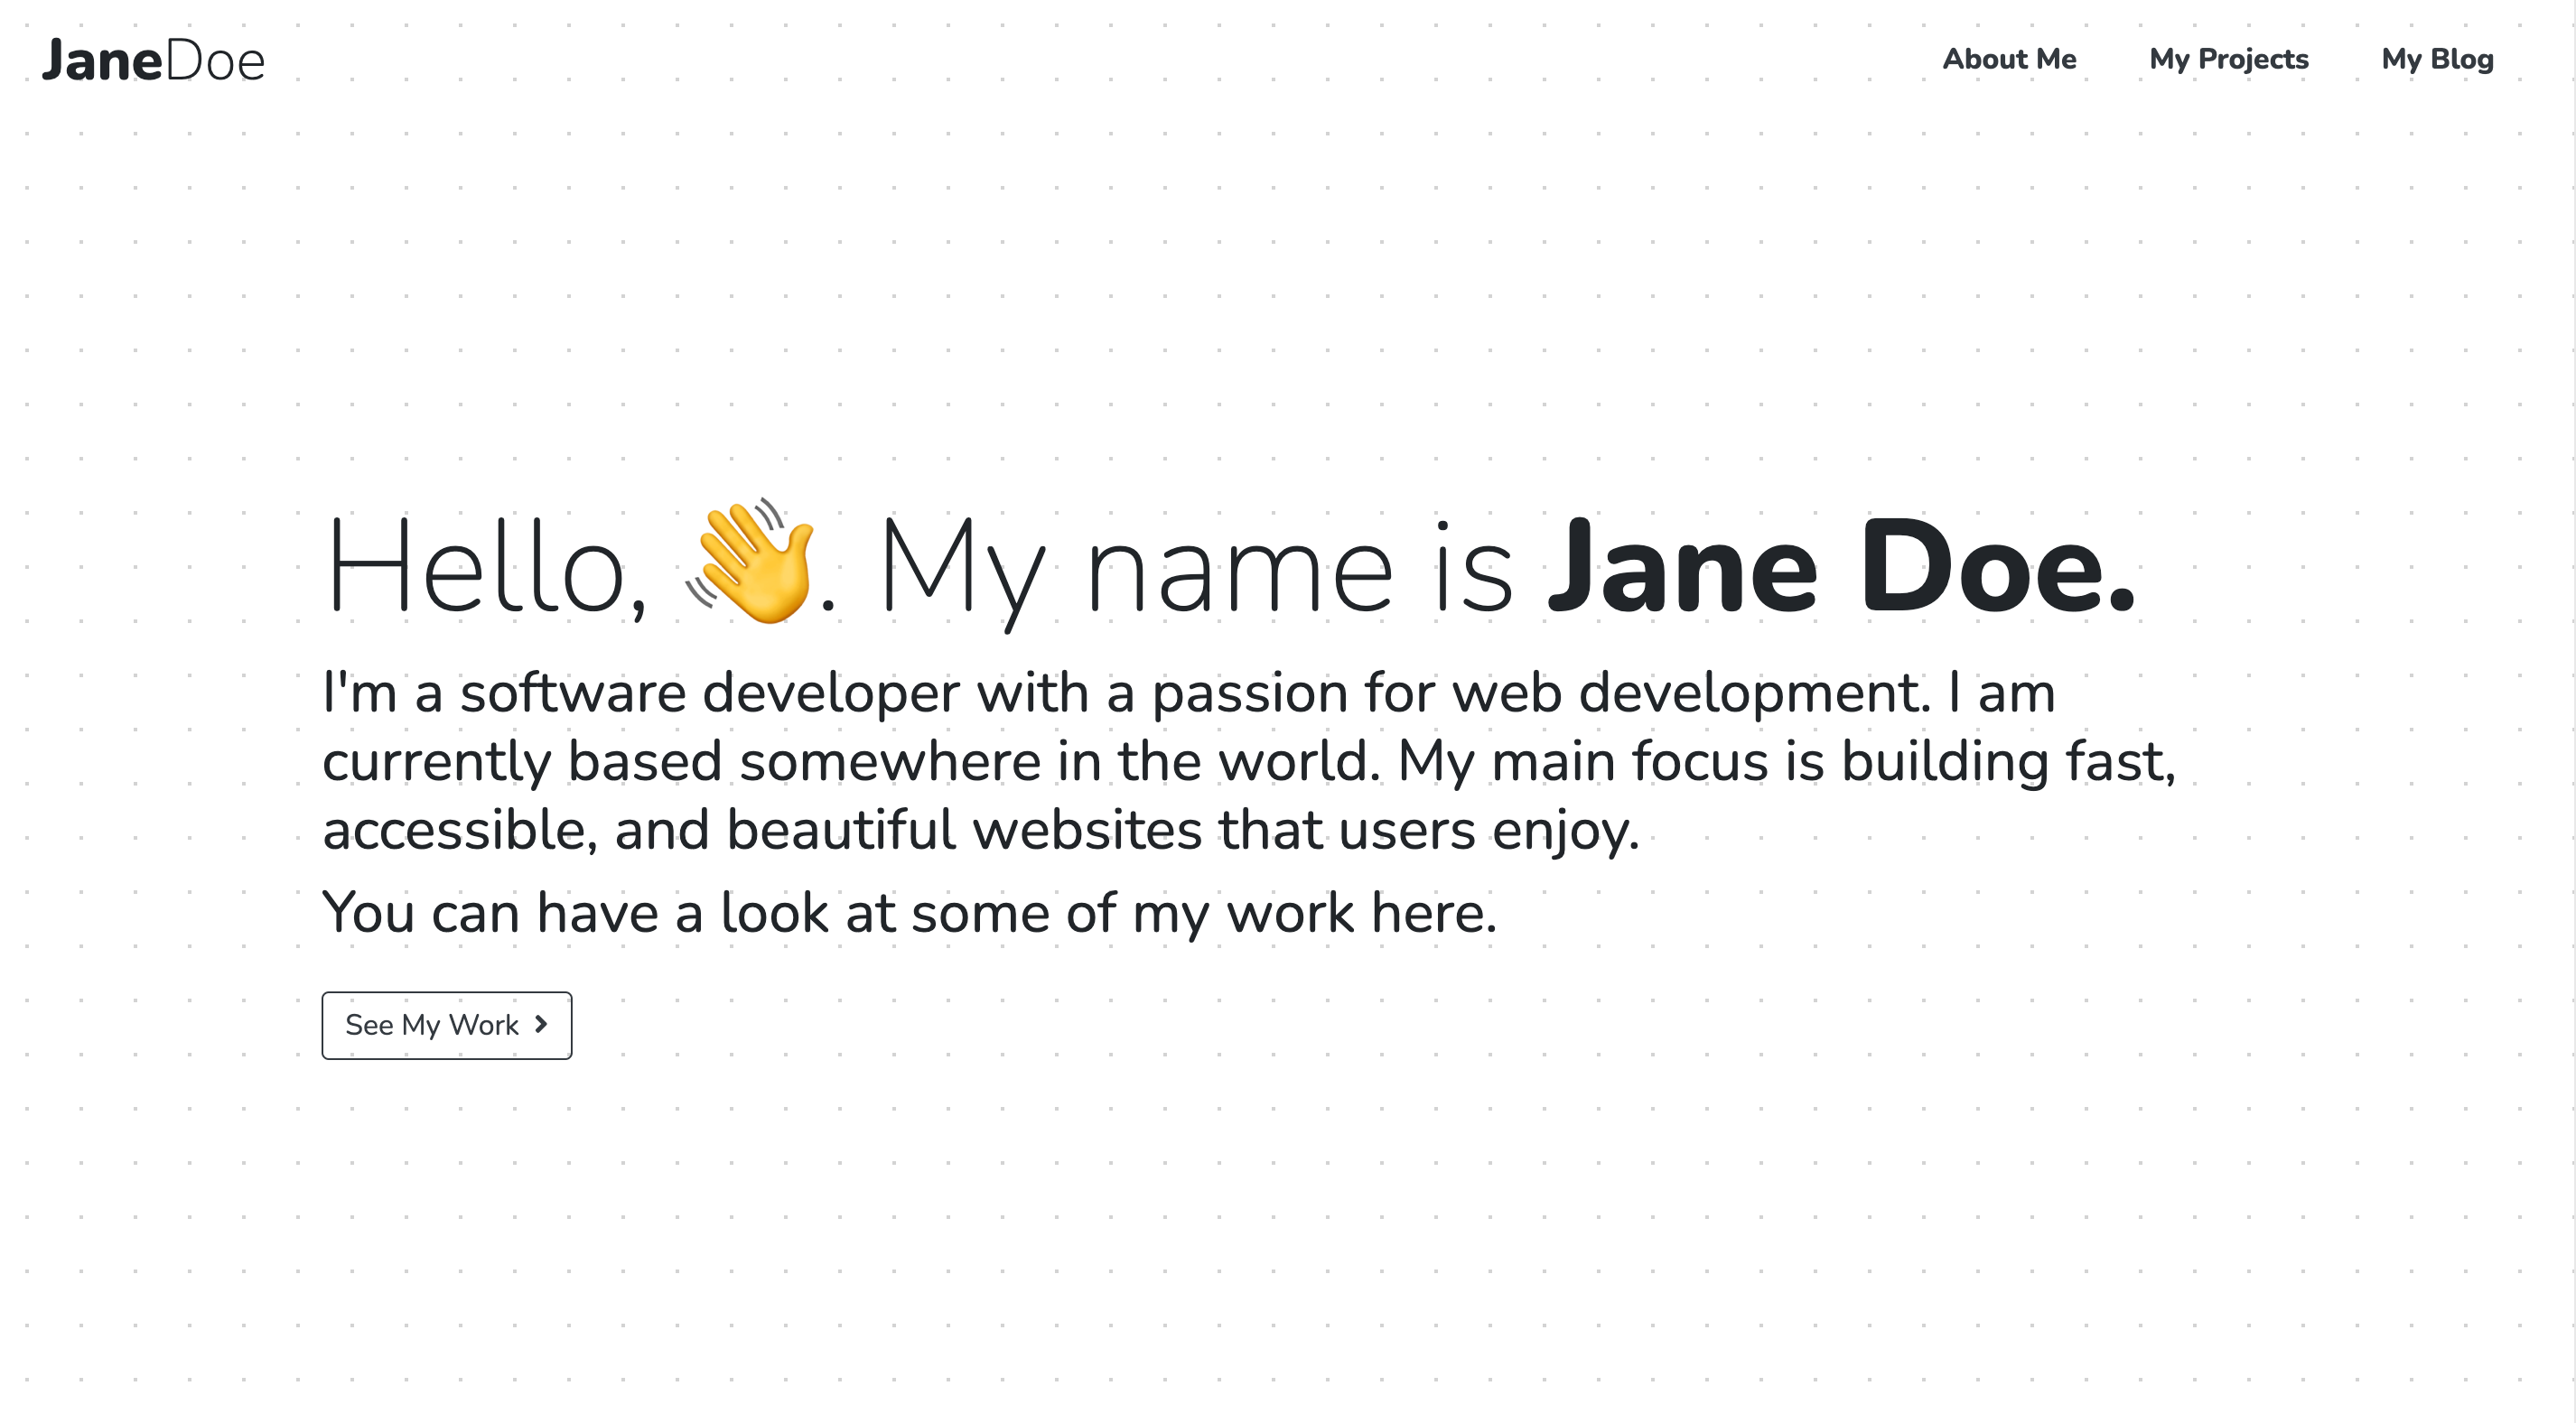 JaneDoe
About Me
My Projects
My Blog
Hello, 👋. My name is Jane Doe.
I'm a software developer with a passion for web development. I am
currently based somewhere in the world. My main focus is building fast,
accessible, and beautiful websites that users enjoy.
You can have a look at some of my work here.
See My Work